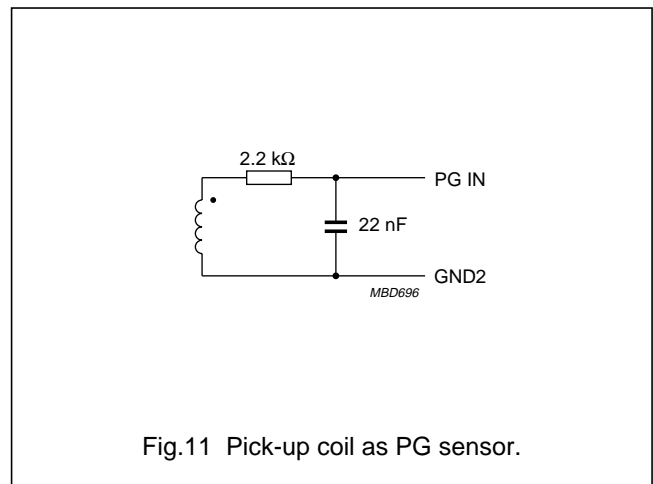 2.2 kΩ
PG IN
22 nF
GND2
MBD696
Fig.11 Pick-up coil as PG sensor.